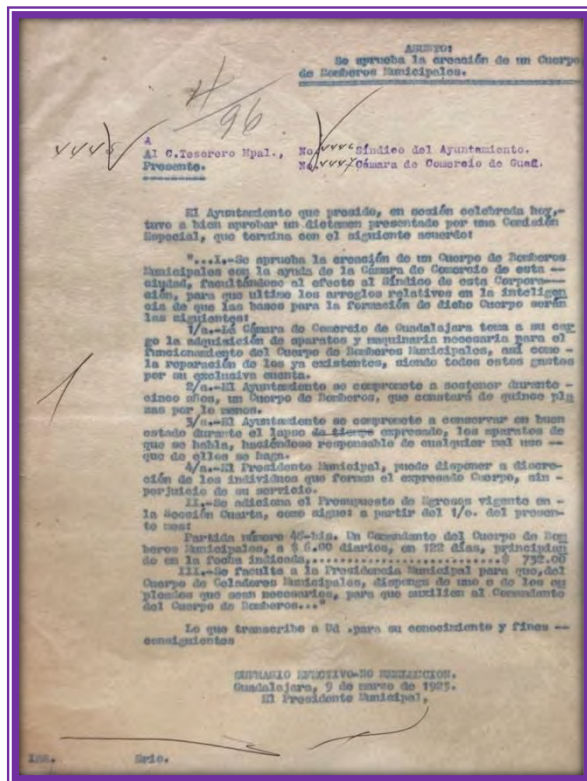 ASUNTO:
Se aprueba la creación de un Cuerpo
de Bomberos Municipales.
4/96
4445
A
Al C.Tesorero Mpal., No. 4446 Síndico del Ayuntamiento.
Presente. No. 4447 Cámara de Comercio de Guad.
El Ayuntamiento que presido, en sesión celebrada hoy,-
tuvo a bien aprobar un dictamen presentado por una Comisión
Especial, que termina con el siguiente acuerdo:
"...I.-Se aprueba la creación de un Cuerpo de Bomberos
Municipales con la ayuda de la Cámara de Comercio de esta --
ciudad, facultándose al efecto al Síndico de esta Corpora---
ción, para que ultime los arreglos relativos en la inteligen
cia de que las bases para la formación de dicho Cuerpo serán
las siguientes:
1/a.-La Cámara de Comercio de Guadalajara toma a su car
go la adquisición de aparatos y maquinaria necesaria para el
funcionamiento del Cuerpo de Bomberos Municipales, así como -
la reparación de los ya existentes, siendo todos estos gastos
por su exclusiva cuenta.
2/a.-El Ayuntamiento se compromete a sostener durante -
cinco años, un Cuerpo de Bomberos, que constará de quince pla
zas por lo menos.
3/a.-El Ayuntamiento se compromete a conservar en buen
estado durante el lapso de tiempo expresado, los aparatos de
que se habla, haciéndose responsable de cualquier mal uso --
que de ellos se haga.
4/a.-El Presidente Municipal, puede disponer a discre-
ción de los individuos que formen el expresado Cuerpo, sin -
perjuicio de su servicio.
II.-Se adiciona el Presupuesto de Egresos vigente en -
la Sección Cuarta, como sigue: a partir del 1/o. del presen-
te mes:
Partida número 45-bis. Un Comandante del Cuerpo de Bom
beros Municipales, a $ 6.00 diarios, en 122 días, principian
do en la fecha indicada,....................$ 732.00
III.-Se faculta a la Presidencia Municipal para que,del
Cuerpo de Celadores Municipales, disponga de uno o de los em
pleados que sean necesarios, para que auxilien al Comandante
del Cuerpo de Bomberos..."
Lo que transcribo a Ud .para su conocimiento y fines --
consiguientes
SUFRAGIO EFECTIVO-NO REELECCION.
Guadalajara, 9 de marzo de 1925.
El Presidente Municipal,
Srio.